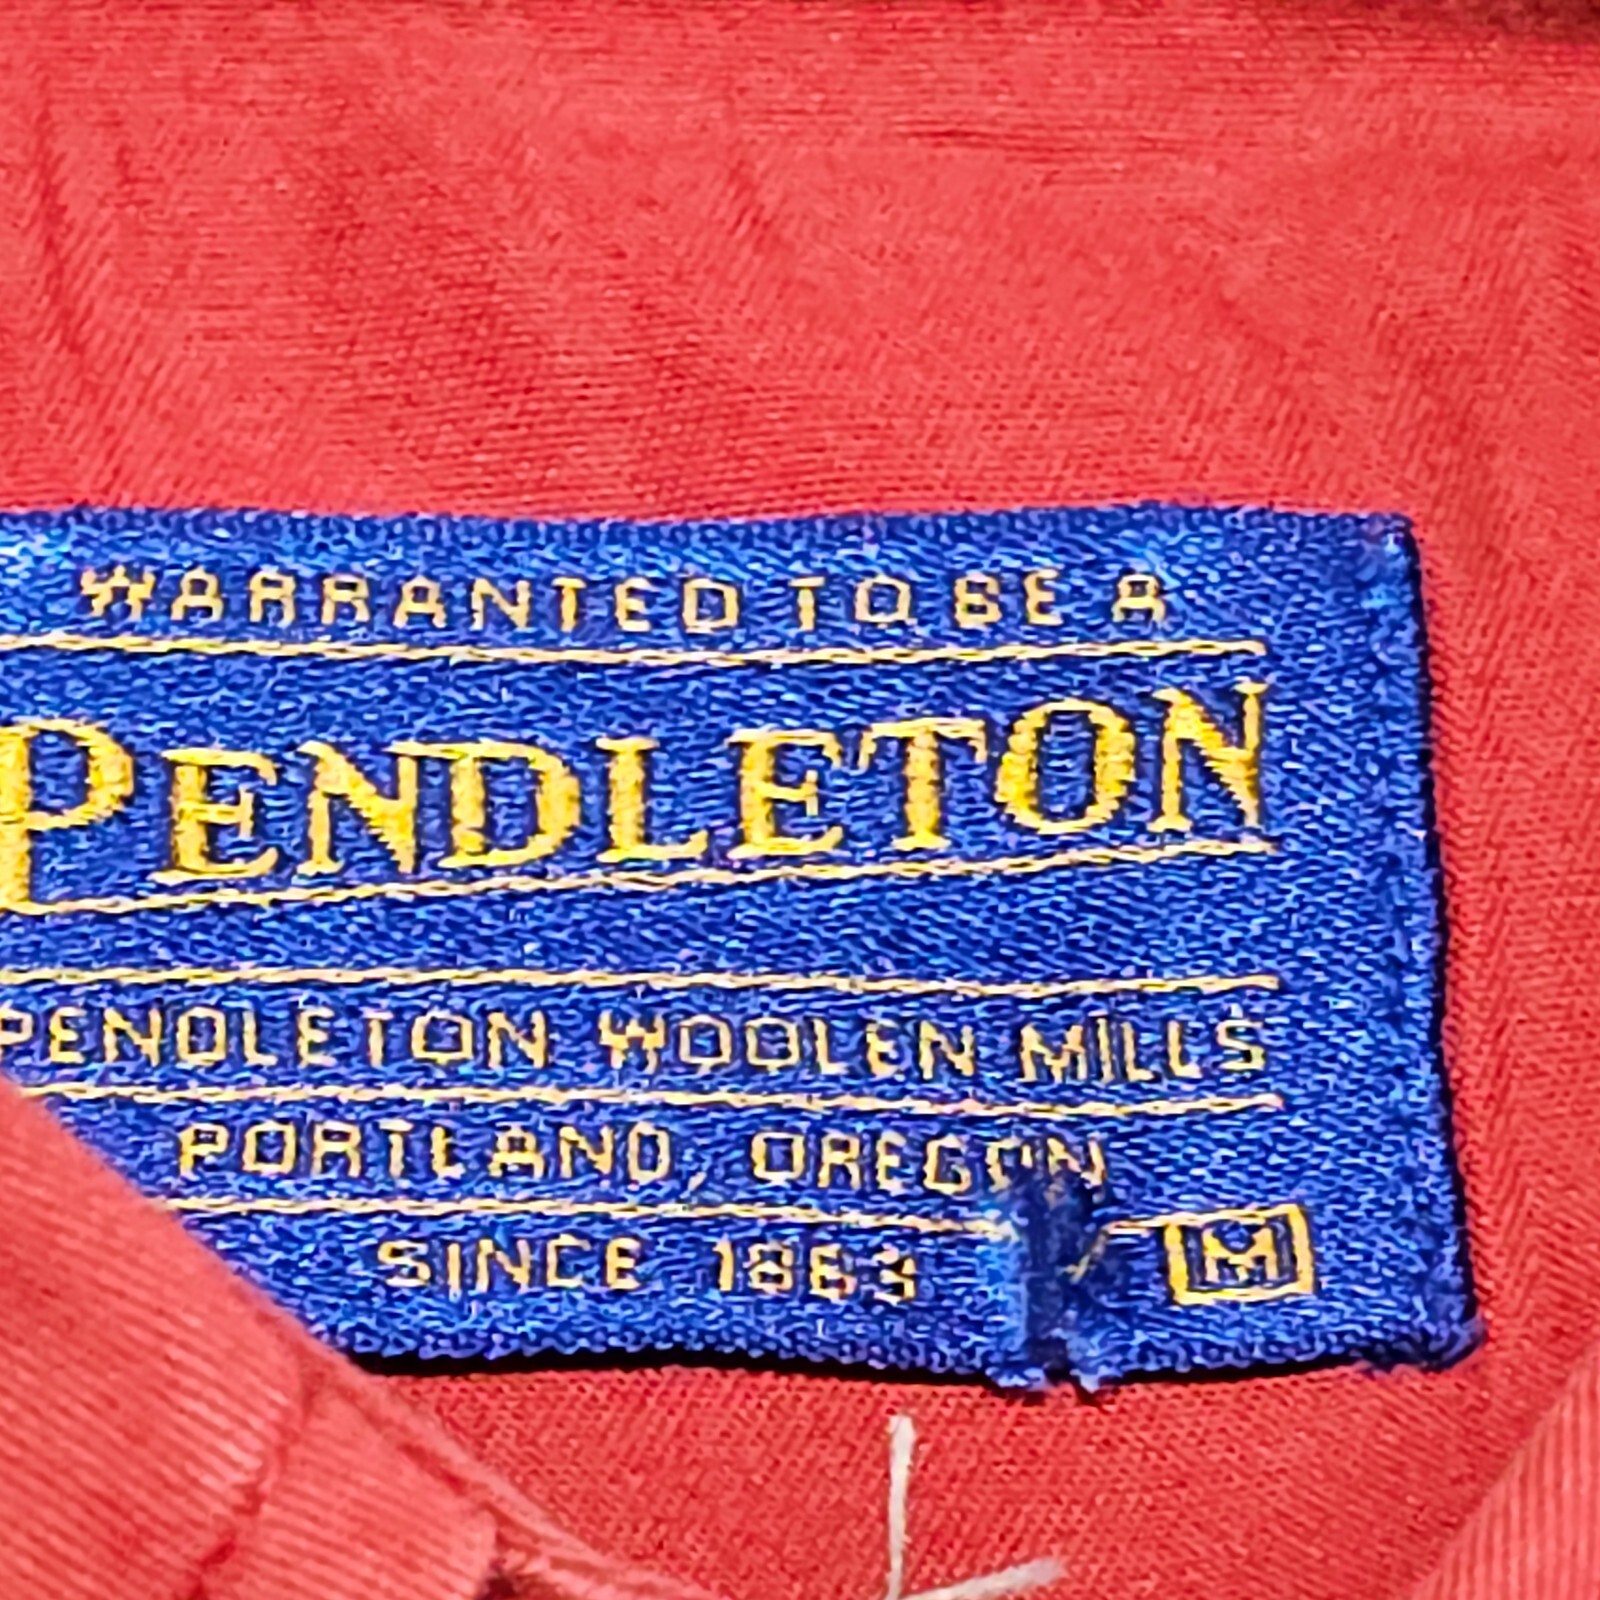 WARRANTED TO BE A
PENDLETON
PENDLETON WOOLEN MILLS
PORTLAND, OREGON
SINCE 1863
M